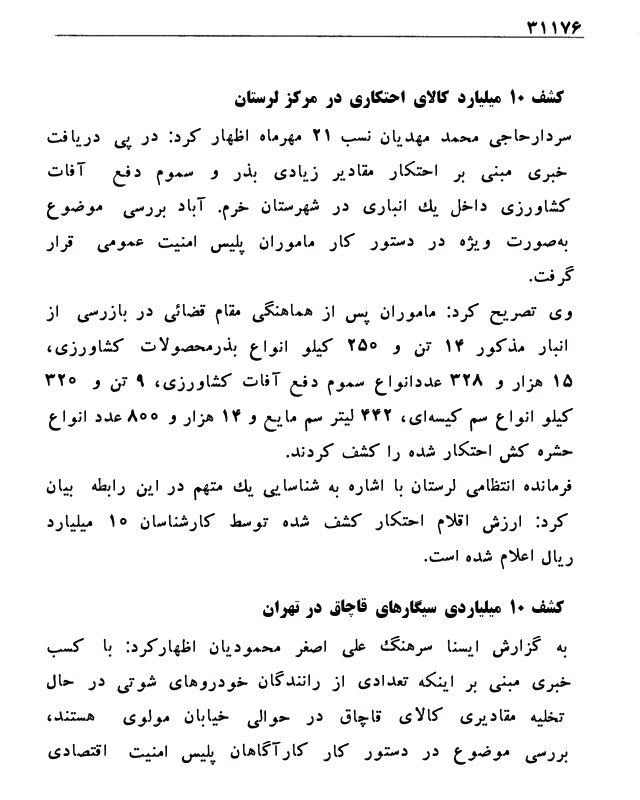 ۳۱۱۷۶
کشف ۱۰ میلیارد کالای احتکاری در مرکز لرستان
سردارحاجی محمد مهدیان نسب ۲۱ مهرماه اظهار کرد: در پی دریافت
خبری مبنی بر احتکار مقادیر زیادی بذر و سموم دفع آفات
کشاورزی داخل یك انباری در شهرستان خرم. آباد بررسی موضوع
به‌صورت ویژه در دستور کار ماموران پلیس امنیت عمومی قرار
گرفت.
وی تصریح کرد: ماموران پس از هماهنگی مقام قضائی در بازرسی از
انبار مذکور ۱۴ تن و ۲۵۰ کیلو انواع بذرمحصولات کشاورزی،
۱۵ هزار و ۳۲۸ عددانواع سموم دفع آفات کشاورزی، ۹ تن و ۳۲۰
کیلو انواع سم کیسه‌ای، ۴۴۲ لیتر سم مایع و ۱۴ هزار و ۸۰۰ عدد انواع
حشره کش احتکار شده را کشف کردند.
فرمانده انتظامی لرستان با اشاره به شناسایی یك متهم در این رابطه بیان
کرد: ارزش اقلام احتکار کشف شده توسط کارشناسان ۱۰ میلیارد
ریال اعلام شده است.
کشف ۱۰ میلیاردی سیگارهای قاچاق در تهران
به گزارش ایسنا سرهنگ علی اصغر محمودیان اظهارکرد: با کسب
خبری مبنی بر اینکه تعدادی از رانندگان خودروهای شوتی در حال
تخلیه مقادیری کالای قاچاق در حوالی خیابان مولوی هستند،
بررسی موضوع در دستور کار کارآگاهان پلیس امنیت اقتصادی